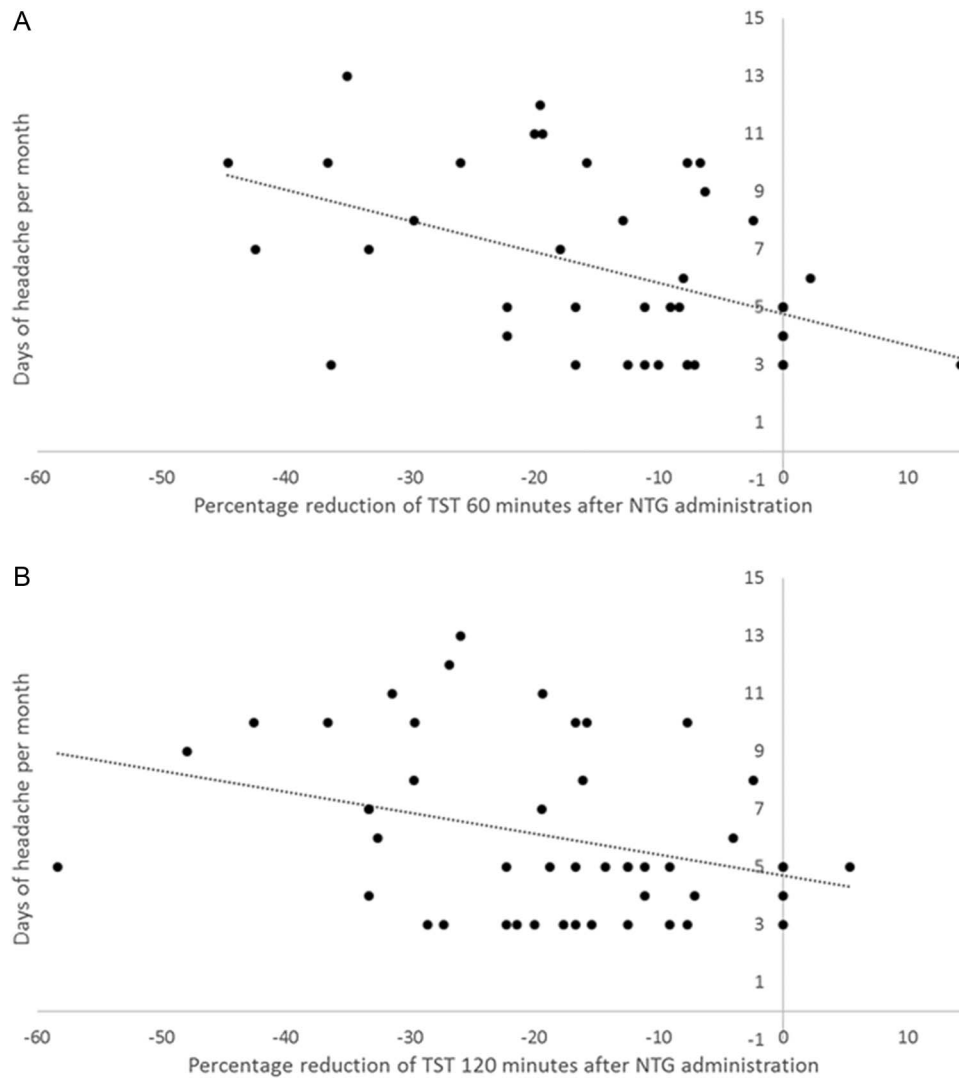 A
15
13
11
9
7
5
3
1
-1
Days of headache per month
-60 -50 -40 -30 -20 -10 0 10
Percentage reduction of TST 60 minutes after NTG administration
B
15
13
11
9
7
5
3
1
-1
Days of headache per month
-60 -50 -40 -30 -20 -10 0 10
Percentage reduction of TST 120 minutes after NTG administration